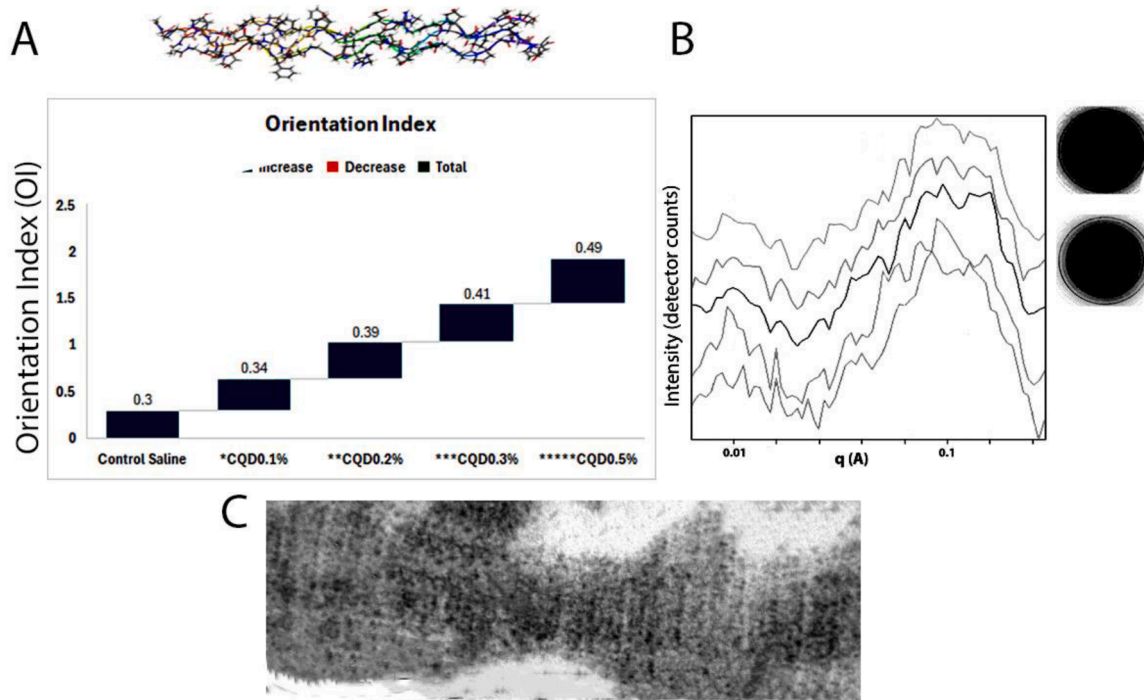 A
B
Orientation Index
Increase Decrease Total
Orientation Index (OI)
2.5
2
1.5
1
0.5
0
0.3
0.34
0.39
0.41
0.49
Control Saline *CQD0.1% **CQD0.2% ***CQD0.3% *****CQD0.5%
Intensity (detector counts)
0.01 0.1
q (A)
C